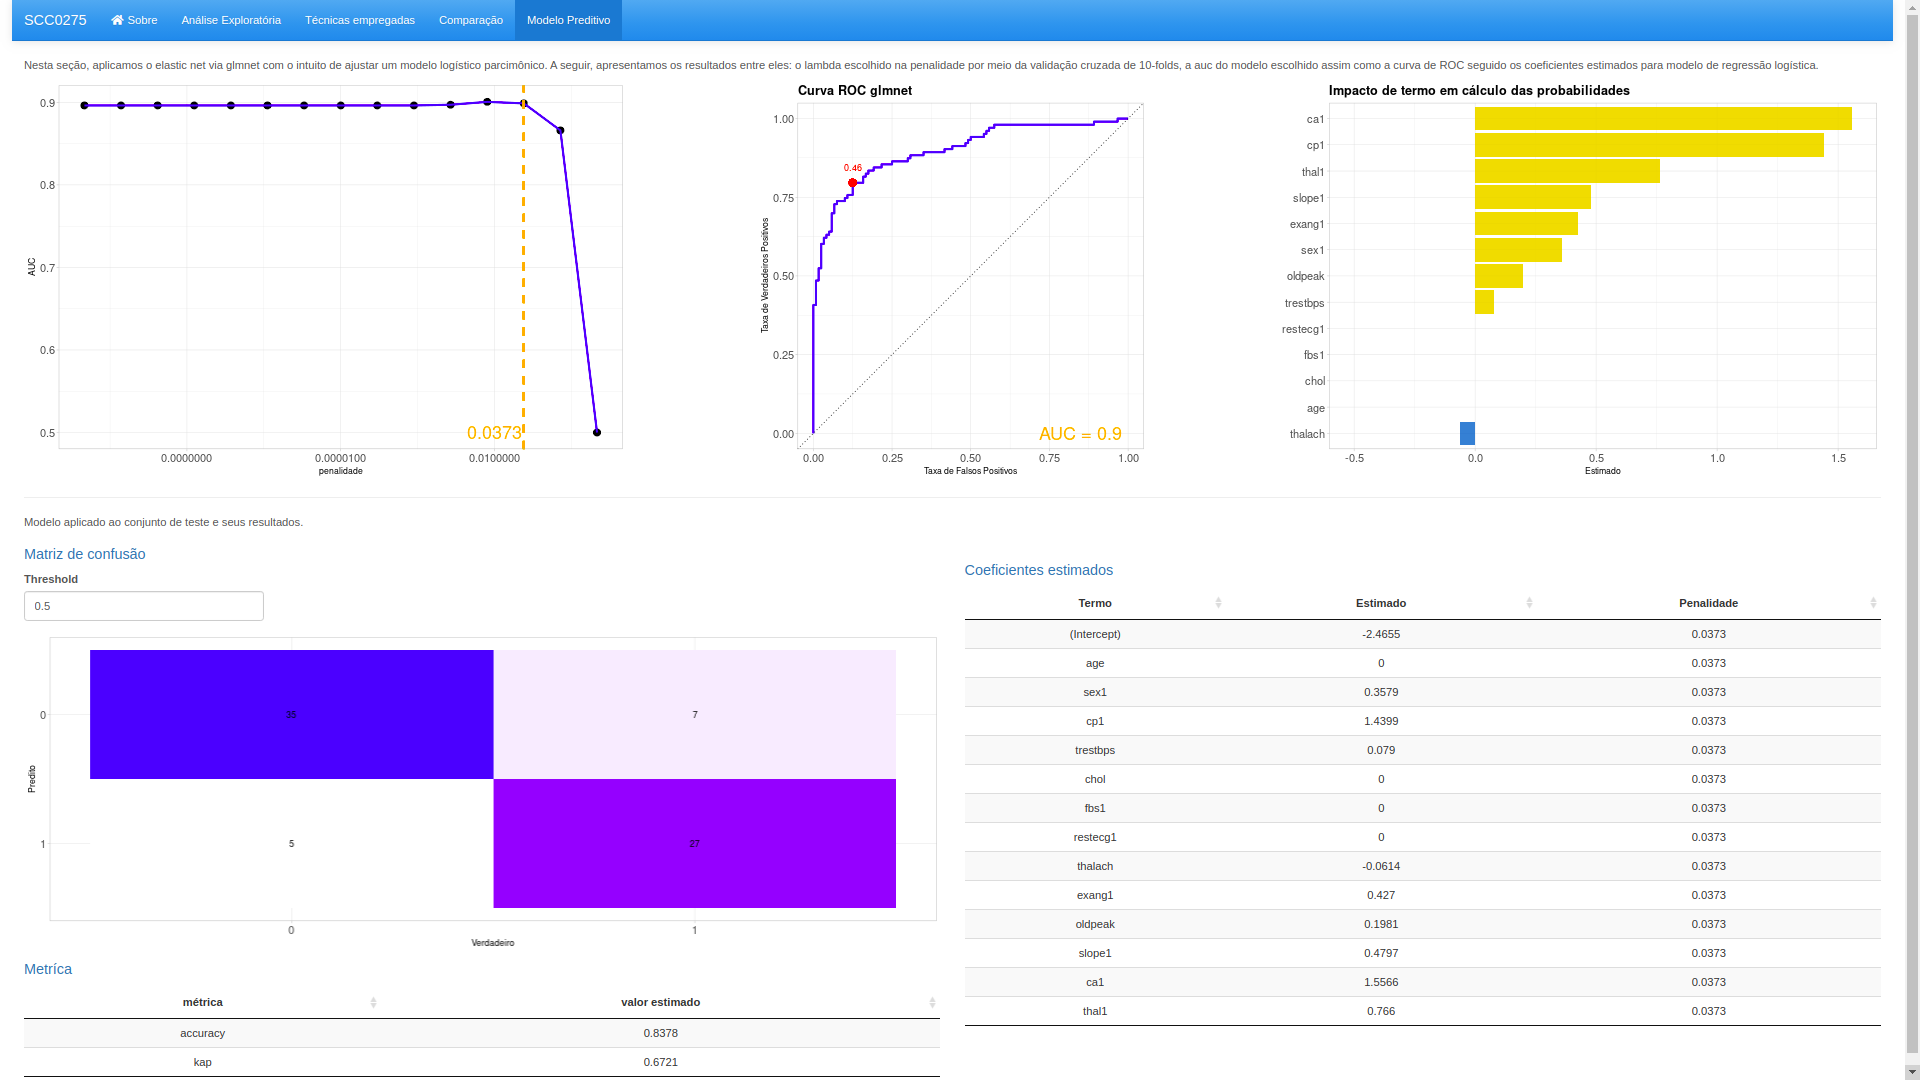 SCC0275 Sobre Análise Exploratória Técnicas empregadas Comparação Modelo Preditivo
Nesta seção, aplicamos o elastic net via glmnet com o intuito de ajustar um modelo logístico parcimônico. A seguir, apresentamos os resultados entre eles: o lambda escolhido na penalidade por meio da validação cruzada de 10-folds, a auc do modelo escolhido assim como a curva de ROC seguido os coeficientes estimados para modelo de regressão logística.
0.9
0.8
0.7
0.6
0.5
AUC
0.0373
0.0000000 0.0000100 0.0100000
penalidade
Curva ROC glmnet
1.00
0.75
0.50
0.25
0.00
Taxa de Verdadeiros Positivos
0.46
AUC = 0.9
0.00 0.25 0.50 0.75 1.00
Taxa de Falsos Positivos
Impacto de termo em cálculo das probabilidades
ca1
cp1
thal1
slope1
exang1
sex1
oldpeak
trestbps
restecg1
fbs1
chol
age
thalach
-0.5 0.0 0.5 1.0 1.5
Estimado
Modelo aplicado ao conjunto de teste e seus resultados.
Matriz de confusão
Threshold
0.5
0 35 7
1 5 27
Predito
0 1
Verdadeiro
Metríca
métrica valor estimado
accuracy 0.8378
kap 0.6721
Coeficientes estimados
Termo Estimado Penalidade
(Intercept) -2.4655 0.0373
age 0 0.0373
sex1 0.3579 0.0373
cp1 1.4399 0.0373
trestbps 0.079 0.0373
chol 0 0.0373
fbs1 0 0.0373
restecg1 0 0.0373
thalach -0.0614 0.0373
exang1 0.427 0.0373
oldpeak 0.1981 0.0373
slope1 0.4797 0.0373
ca1 1.5566 0.0373
thal1 0.766 0.0373